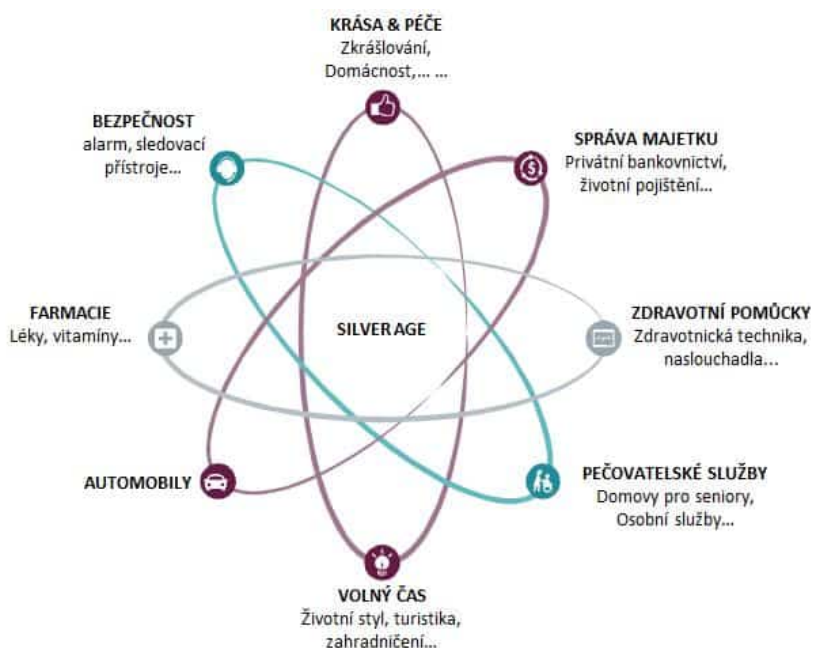 KRÁSA & PÉČE
Zkrášlování,
Domácnost,... ...
BEZPEČNOST
alarm, sledovací
přístroje...
SPRÁVA MAJETKU
Privátní bankovnictví,
životní pojištění...
FARMACIE
Léky, vitamíny...
SILVER AGE
ZDRAVOTNÍ POMŮCKY
Zdravotnická technika,
naslouchadla...
AUTOMOBILY
PEČOVATELSKÉ SLUŽBY
Domovy pro seniory,
Osobní služby...
VOLNÝ ČAS
Životní styl, turistika,
zahradničení...